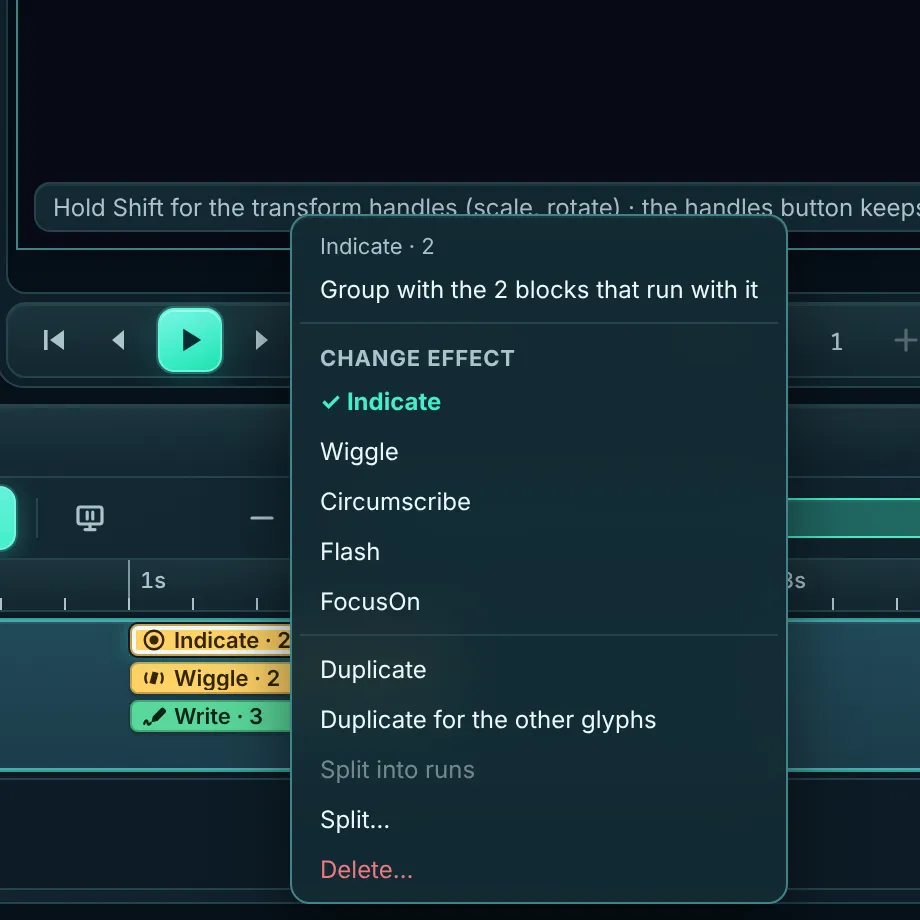 Hold Shift for the transform handles (scale, rotate) · the handles button keeps
Indicate · 2
Group with the 2 blocks that run with it
1
CHANGE EFFECT
✓ Indicate
Wiggle
Circumscribe
Flash
FocusOn
1s
3s
Indicate · 2
Wiggle · 2
Write · 3
Duplicate
Duplicate for the other glyphs
Split into runs
Split...
Delete...